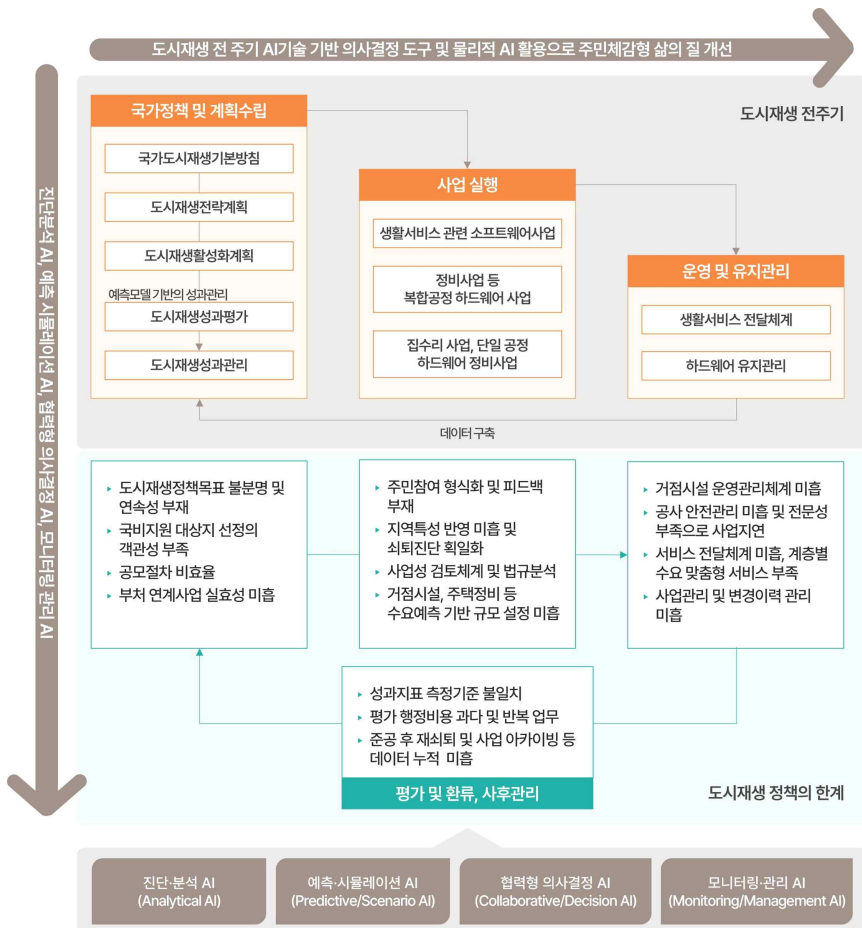 도시재생 전 주기 AI기술 기반 의사결정 도구 및 물리적 AI 활용으로 주민체감형 삶의 질 개선
진단분석 AI, 예측 시뮬레이션 AI, 협력형 의사결정 AI, 모니터링 관리 AI
도시재생 전주기
국가정책 및 계획수립
국가도시재생기본방침
도시재생전략계획
도시재생활성화계획
예측모델 기반의 성과관리
도시재생성과평가
도시재생성과관리
사업 실행
생활서비스 관련 소프트웨어사업
정비사업 등
복합공정 하드웨어 사업
집수리 사업, 단일 공정
하드웨어 정비사업
운영 및 유지관리
생활서비스 전달체계
하드웨어 유지관리
데이터 구축
▸ 도시재생정책목표 불분명 및
연속성 부재
▸ 국비지원 대상지 선정의
객관성 부족
▸ 공모절차 비효율
▸ 부처 연계사업 실효성 미흡
▸ 주민참여 형식화 및 피드백
부재
▸ 지역특성 반영 미흡 및
쇠퇴진단 획일화
▸ 사업성 검토체계 및 법규분석
▸ 거점시설, 주택정비 등
수요예측 기반 규모 설정 미흡
▸ 거점시설 운영관리체계 미흡
▸ 공사 안전관리 미흡 및 전문성
부족으로 사업지연
▸ 서비스 전달체계 미흡, 계층별
수요 맞춤형 서비스 부족
▸ 사업관리 및 변경이력 관리
미흡
▸ 성과지표 측정기준 불일치
▸ 평가 행정비용 과다 및 반복 업무
▸ 준공 후 재쇠퇴 및 사업 아카이빙 등
데이터 누적 미흡
평가 및 환류, 사후관리
도시재생 정책의 한계
진단·분석 AI
(Analytical AI)
예측·시뮬레이션 AI
(Predictive/Scenario AI)
협력형 의사결정 AI
(Collaborative/Decision AI)
모니터링·관리 AI
(Monitoring/Management AI)